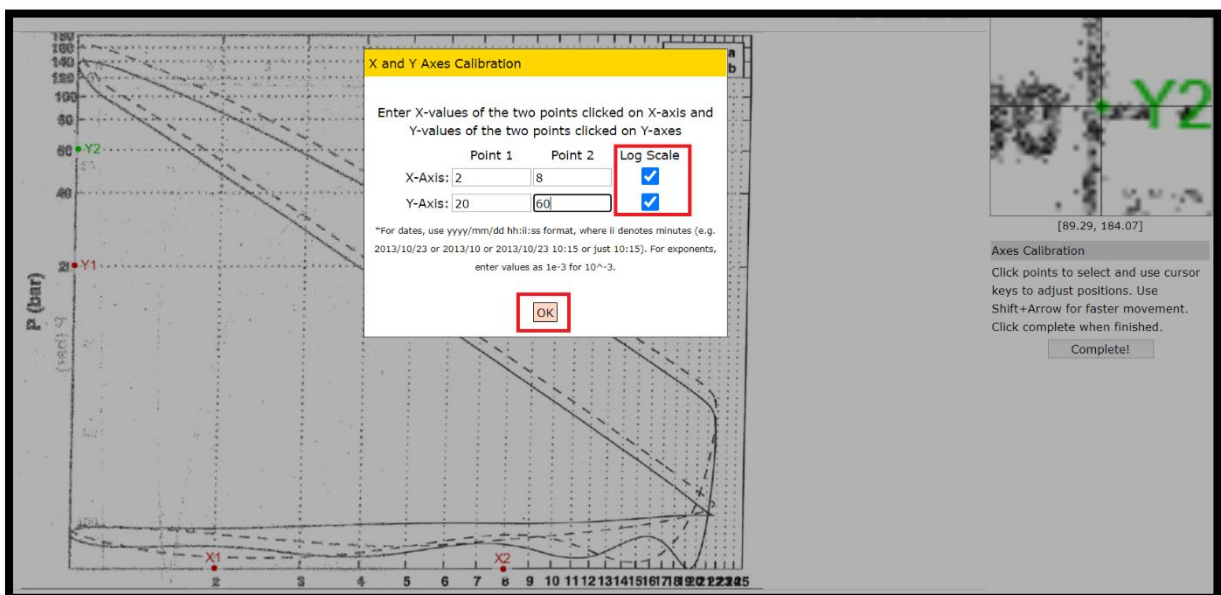 180
160
140
120
100
80
60
Y2
40
20
Y1
P (bar)
a
b
X and Y Axes Calibration
Enter X-values of the two points clicked on X-axis and
Y-values of the two points clicked on Y-axes
Point 1 Point 2 Log Scale
X-Axis: 2 8
Y-Axis: 20 60
*For dates, use yyyy/mm/dd hh:ii:ss format, where ii denotes minutes (e.g.
2013/10/23 or 2013/10 or 2013/10/23 10:15 or just 10:15). For exponents,
enter values as 1e-3 for 10^-3.
OK
X1
X2
2 3 4 5 6 7 8 9 10 11 12 13 14 15 16 17 18 19 20
Y2
[89.29, 184.07]
Axes Calibration
Click points to select and use cursor
keys to adjust positions. Use
Shift+Arrow for faster movement.
Click complete when finished.
Complete!